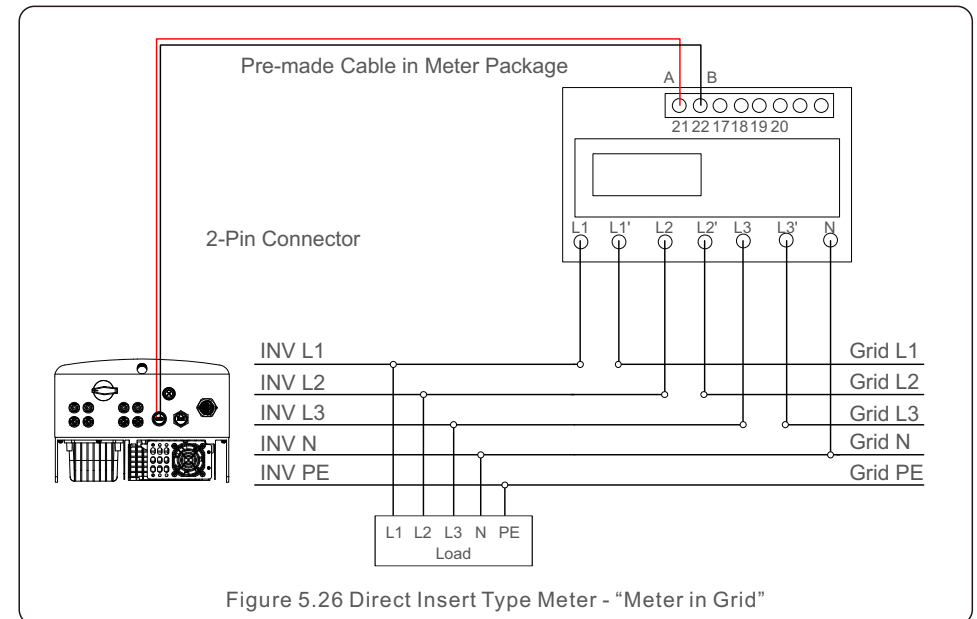 Pre-made Cable in Meter Package
A B
21 22 17 18 19 20
L1 L1' L2 L2' L3 L3' N
2-Pin Connector
INV L1 Grid L1
INV L2 Grid L2
INV L3 Grid L3
INV N Grid N
INV PE Grid PE
L1 L2 L3 N PE
Load
Figure 5.26 Direct Insert Type Meter - “Meter in Grid”